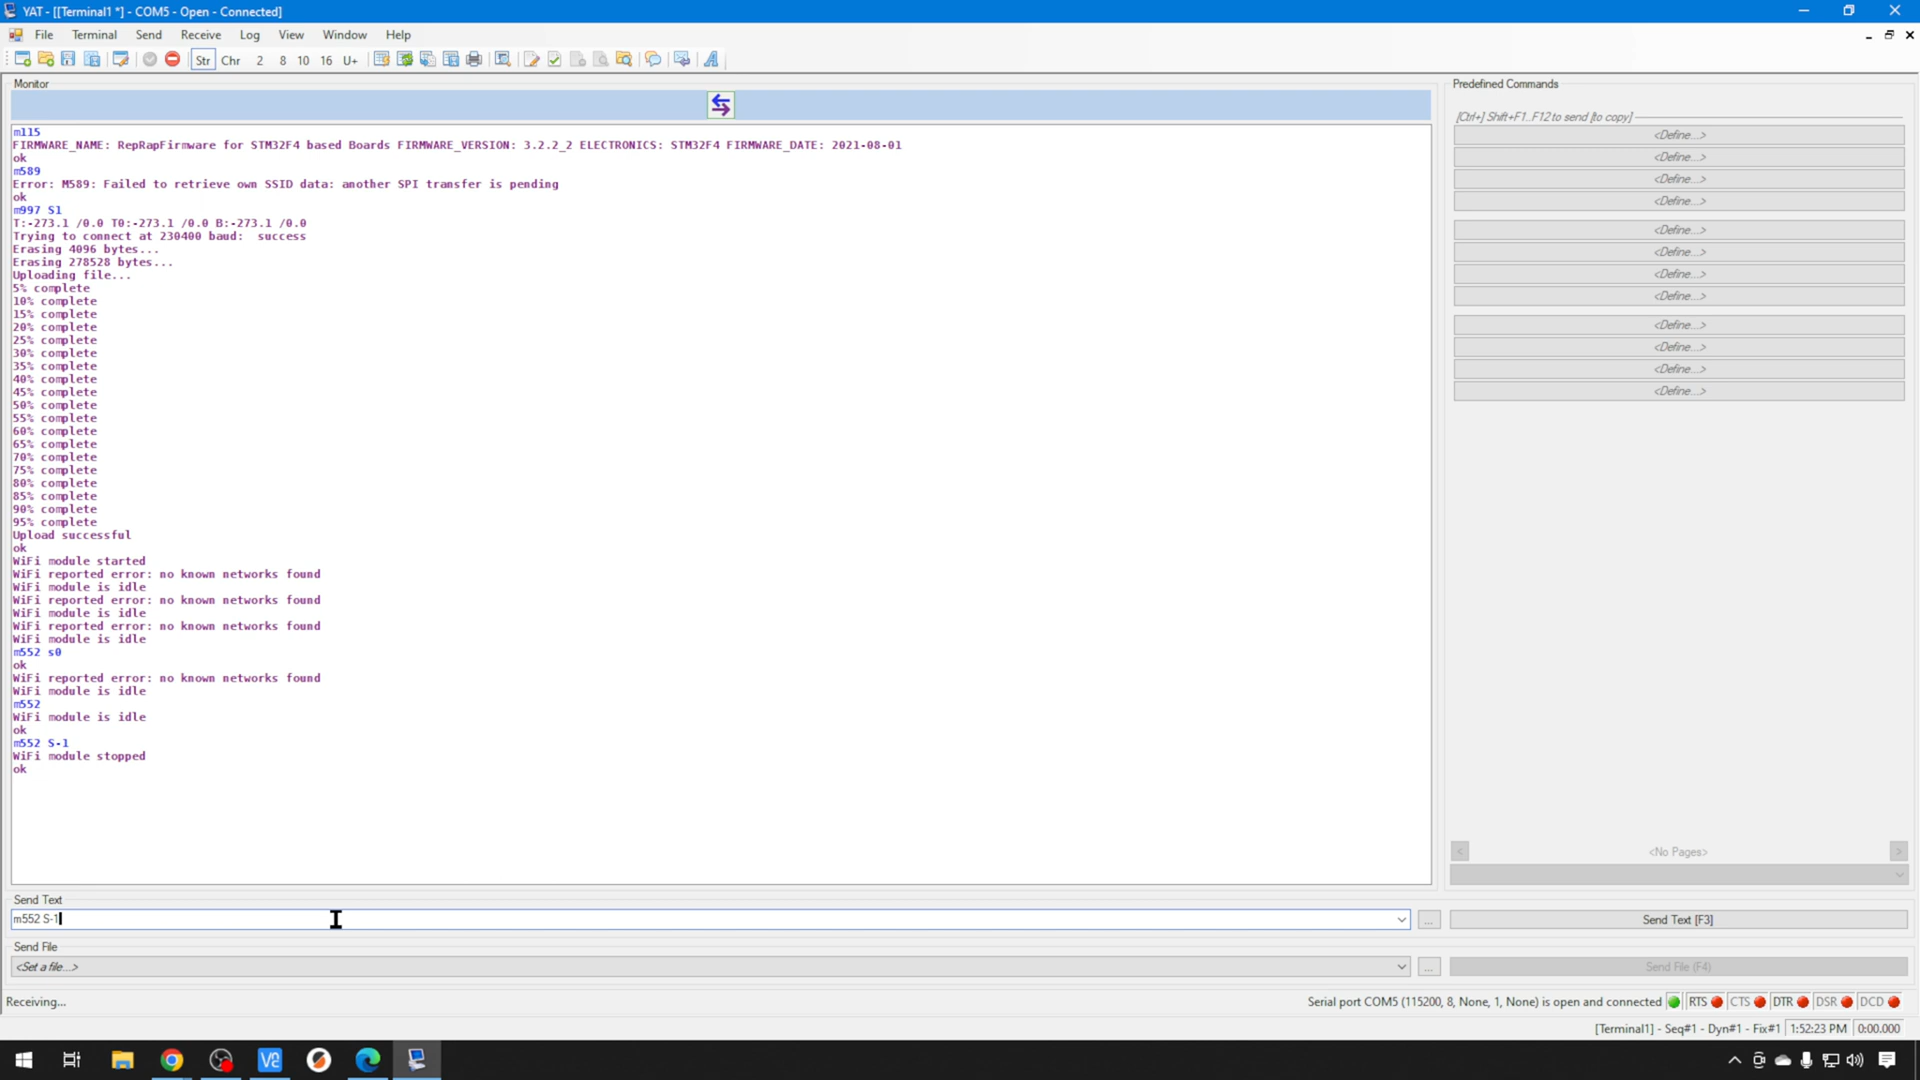 YAT - [[Terminal1 *] - COM5 - Open - Connected]
File Terminal Send Receive Log View Window Help
Str Chr 2 8 10 16 U+
Monitor
m115
FIRMWARE_NAME: RepRapFirmware for STM32F4 based Boards FIRMWARE_VERSION: 3.2.2_2 ELECTRONICS: STM32F4 FIRMWARE_DATE: 2021-08-01
ok
m589
Error: M589: Failed to retrieve own SSID data: another SPI transfer is pending
ok
m997 S1
T:-273.1 /0.0 T0:-273.1 /0.0 B:-273.1 /0.0
Trying to connect at 230400 baud:  success
Erasing 4096 bytes...
Erasing 278528 bytes...
Uploading file...
5% complete
10% complete
15% complete
20% complete
25% complete
30% complete
35% complete
40% complete
45% complete
50% complete
55% complete
60% complete
65% complete
70% complete
75% complete
80% complete
85% complete
90% complete
95% complete
Upload successful
ok
WiFi module started
WiFi reported error: no known networks found
WiFi module is idle
WiFi reported error: no known networks found
WiFi module is idle
WiFi reported error: no known networks found
WiFi module is idle
m552 s0
ok
WiFi reported error: no known networks found
WiFi module is idle
m552
WiFi module is idle
ok
m552 S-1
WiFi module stopped
ok
Predefined Commands
[Ctrl+] Shift+F1..F12 to send [to copy]
<Define...>
<Define...>
<Define...>
<Define...>
<Define...>
<Define...>
<Define...>
<Define...>
<Define...>
<Define...>
<Define...>
<Define...>
< <No Pages> >
Send Text
m552 S-1 ... Send Text [F3]
Send File
<Set a file...> ... Send File (F4)
Receiving... Serial port COM5 (115200, 8, None, 1, None) is open and connected RTS CTS DTR DSR DCD
[Terminal1] - Seq#1 - Dyn#1 - Fix#1 1:52:23 PM 0:00.000